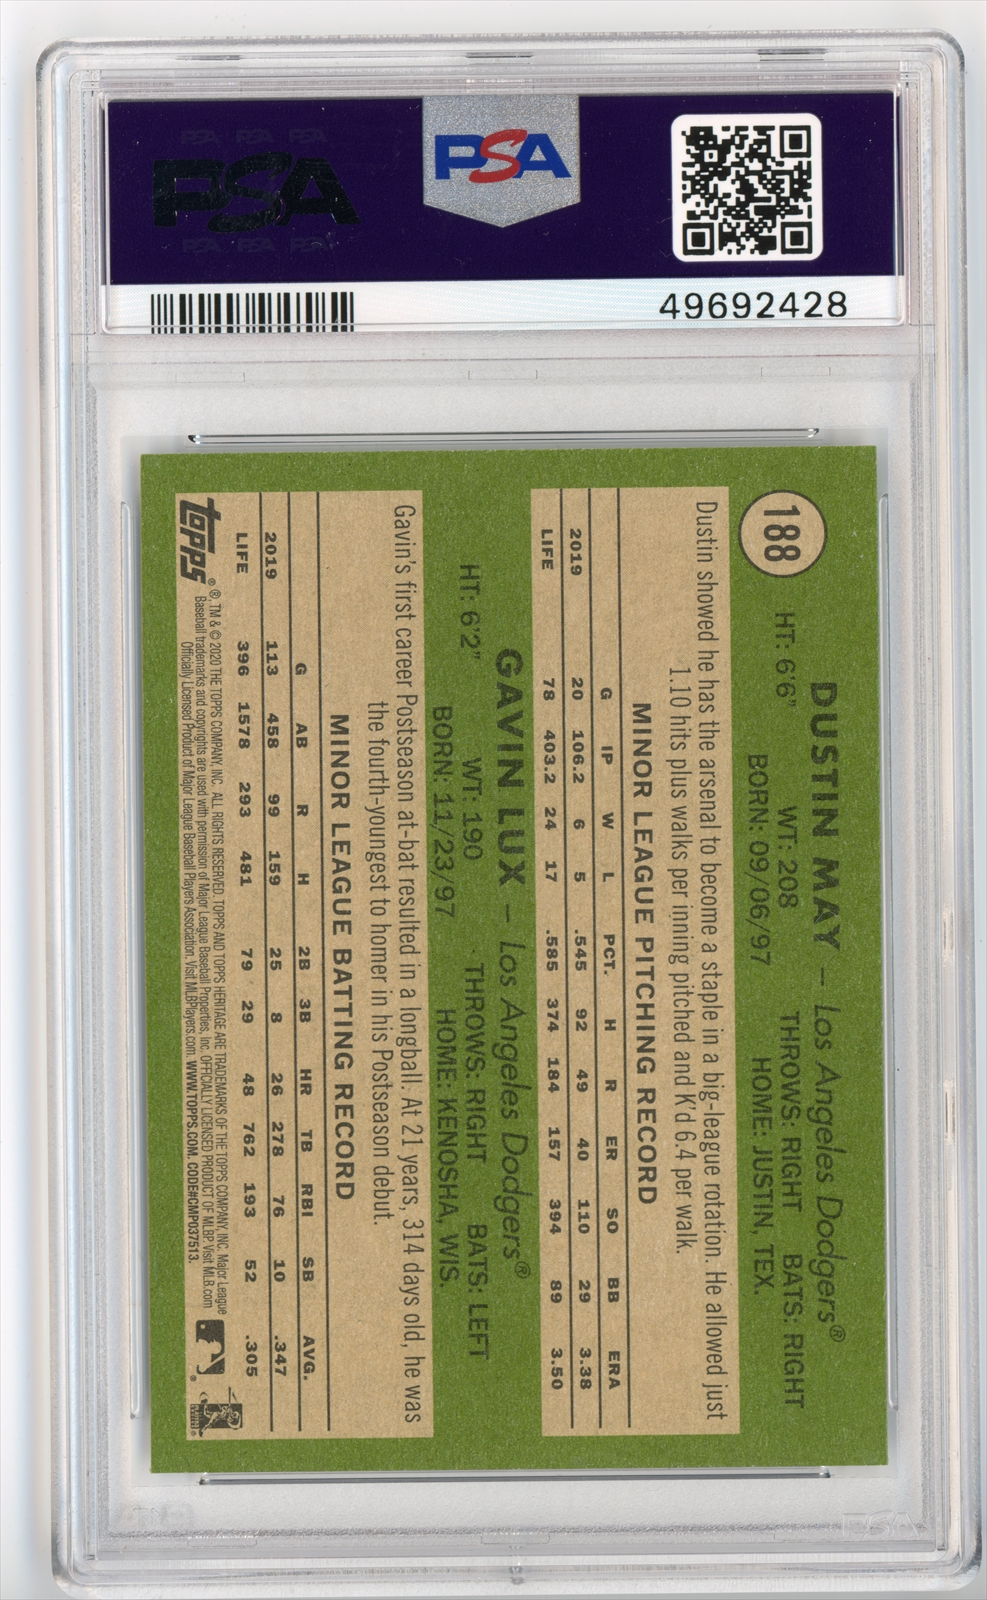 PSA PSA PSA
PSA
PSA PSA PSA
PSA
49692428
188
DUSTIN MAY – Los Angeles Dodgers®
HT: 6'6" WT: 208 THROWS: RIGHT BATS: RIGHT
BORN: 09/06/97 HOME: JUSTIN, TEX.
Dustin showed he has the arsenal to become a staple in a big-league rotation. He allowed just
1.10 hits plus walks per inning pitched and K'd 6.4 per walk.
MINOR LEAGUE PITCHING RECORD
G IP W L PCT. H R ER SO BB ERA
2019 20 106.2 6 5 .545 92 49 40 110 29 3.38
LIFE 78 403.2 24 17 .585 374 184 157 394 89 3.50
GAVIN LUX – Los Angeles Dodgers®
HT: 6'2" WT: 190 THROWS: RIGHT BATS: LEFT
BORN: 11/23/97 HOME: KENOSHA, WIS.
Gavin's first career Postseason at-bat resulted in a longball. At 21 years, 314 days old, he was
the fourth-youngest to homer in his Postseason debut.
MINOR LEAGUE BATTING RECORD
G AB R H 2B 3B HR TB RBI SB AVG.
2019 113 458 99 159 25 8 26 278 76 10 .347
LIFE 396 1578 293 481 79 29 48 762 193 52 .305
topps®
®, TM & © 2020 THE TOPPS COMPANY, INC. ALL RIGHTS RESERVED. TOPPS AND TOPPS HERITAGE ARE TRADEMARKS OF THE TOPPS COMPANY, INC. Major League
Baseball trademarks and copyrights are used with permission of Major League Baseball Properties, Inc. OFFICIALLY LICENSED PRODUCT OF MLBP Visit MLB.com
Officially Licensed Product of Major League Baseball Players Association, Visit MLBPlayers.com. WWW.TOPPS.COM. CODE#CMP037513.
PSA